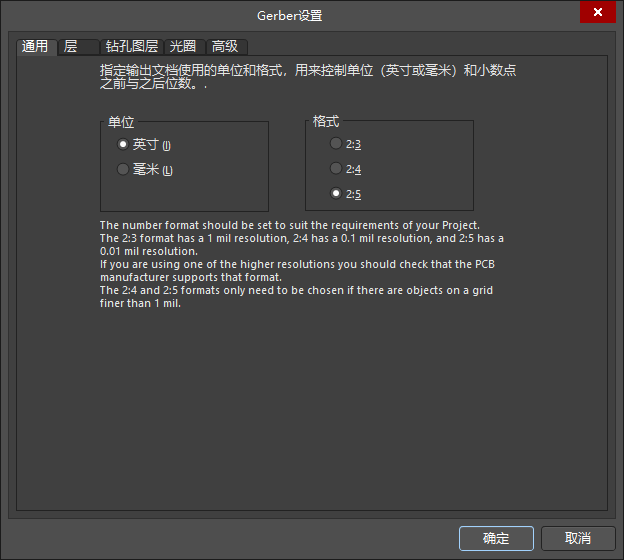 Gerber设置
通用 层 钻孔图层 光圈 高级
指定输出文档使用的单位和格式，用来控制单位（英寸或毫米）和小数点
之前与之后位数。.
单位
英寸 (I)
毫米 (L)
格式
2:3
2:4
2:5
The number format should be set to suit the requirements of your Project.
The 2:3 format has a 1 mil resolution, 2:4 has a 0.1 mil resolution, and 2:5 has a
0.01 mil resolution.
If you are using one of the higher resolutions you should check that the PCB
manufacturer supports that format.
The 2:4 and 2:5 formats only need to be chosen if there are objects on a grid
finer than 1 mil.
确定 取消